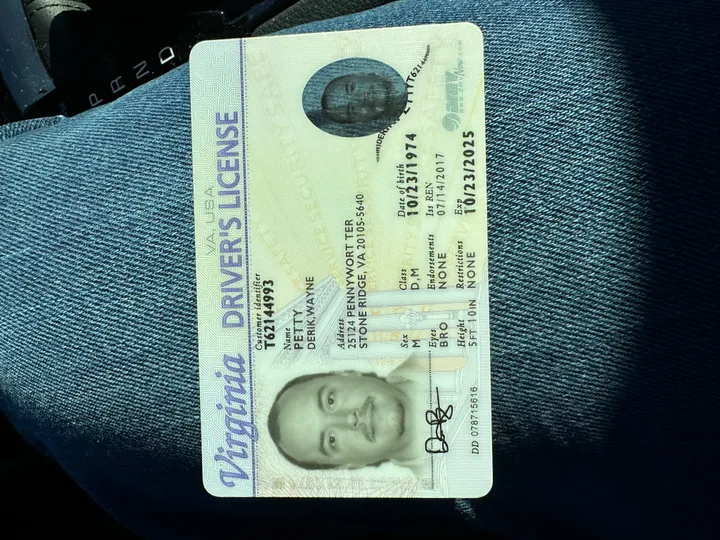 P R N D
Virginia DRIVER'S LICENSE
VA, USA
Customer identifier
T62144993
Name
PETTY
DERIK,WAYNE
Address
25124 PENNYWORT TER
STONE RIDGE, VA 20105-5640
Sex Class Date of birth
M D,M 10/23/1974
Eyes Endorsements Iss REN
BRO NONE 07/14/2017
Height Restrictions Exp
5FT 10IN NONE 10/23/2025
DD 078715616